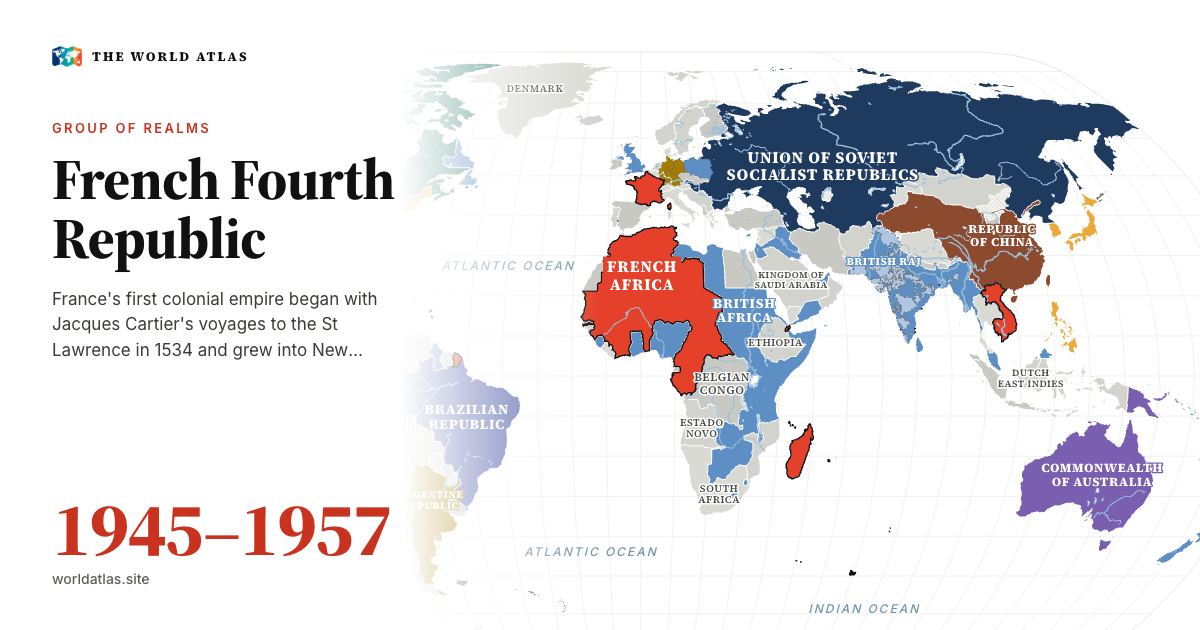 THE WORLD ATLAS
GROUP OF REALMS
French Fourth
Republic
France's first colonial empire began with
Jacques Cartier's voyages to the St
Lawrence in 1534 and grew into New...
1945–1957
worldatlas.site
DENMARK
UNION OF SOVIET
SOCIALIST REPUBLICS
REPUBLIC
OF CHINA
ATLANTIC OCEAN
FRENCH
AFRICA
BRITISH RAJ
KINGDOM OF
SAUDI ARABIA
BRITISH
AFRICA
ETHIOPIA
BELGIAN
CONGO
DUTCH
EAST INDIES
BRAZILIAN
REPUBLIC
ESTADO
NOVO
COMMONWEALTH
OF AUSTRALIA
SOUTH
AFRICA
GENTINE
EPUBLIC
ATLANTIC OCEAN
INDIAN OCEAN